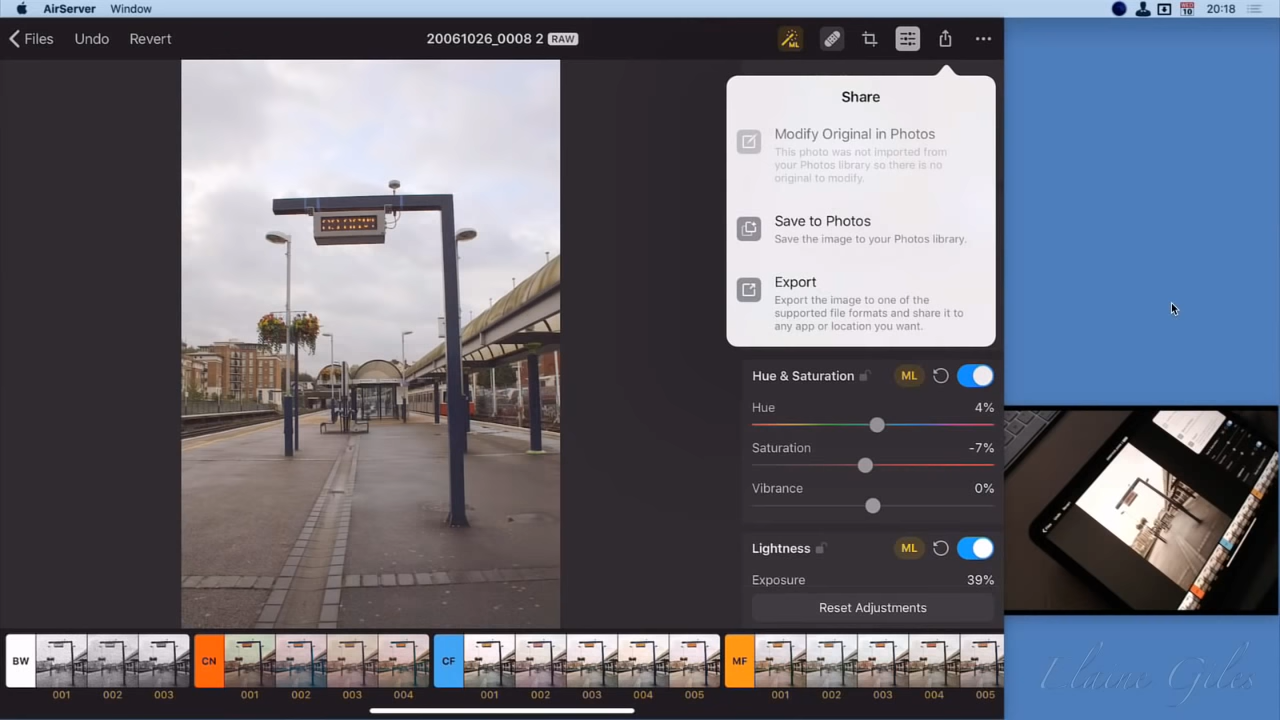 AirServer Window
WED
10
20:18
Files Undo Revert
20061026_0008 2 RAW
ML
Share
Modify Original in Photos
This photo was not imported from
your Photos library so there is no
original to modify.
Save to Photos
Save the image to your Photos library.
Export
Export the image to one of the
supported file formats and share it to
any app or location you want.
Hue & Saturation ML
Hue 4%
Saturation -7%
Vibrance 0%
Lightness ML
Exposure 39%
Reset Adjustments
BW CN CF MF
001 002 003 001 002 003 004 001 002 003 004 005 001 002 003 004 005
Elaine Giles